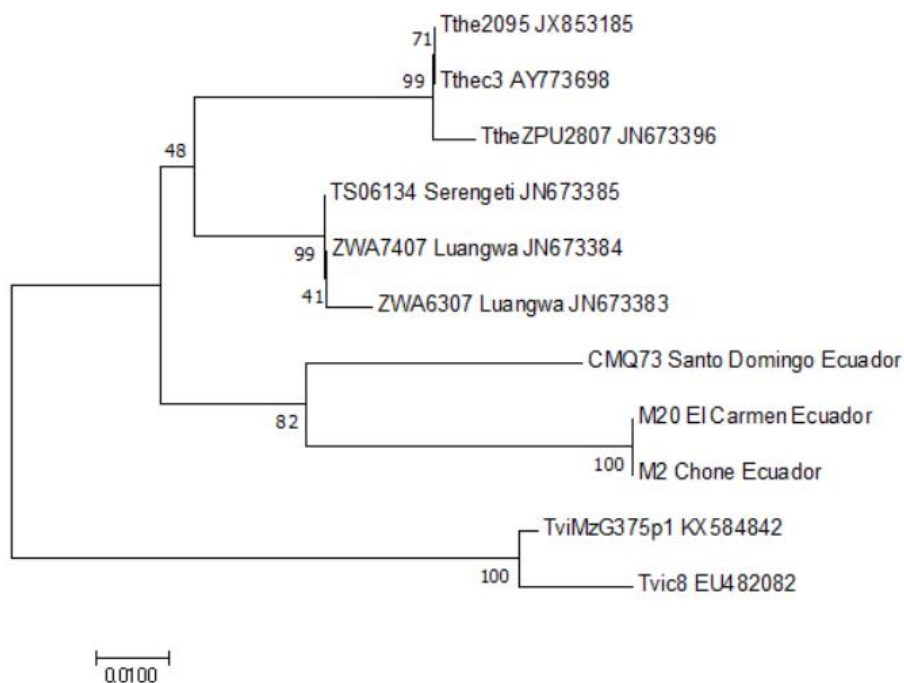 Tthe2095 JX853185
71
Tthec3 AY773698
99
TtheZPU2807 JN673396
48
TS06134 Serengeti JN673385
ZWA7407 Luangwa JN673384
99
ZWA6307 Luangwa JN673383
41
CMQ73 Santo Domingo Ecuador
82
M20 El Carmen Ecuador
100
M2 Chone Ecuador
TviMzG375p1 KX584842
100
Tvic8 EU482082
0.0100